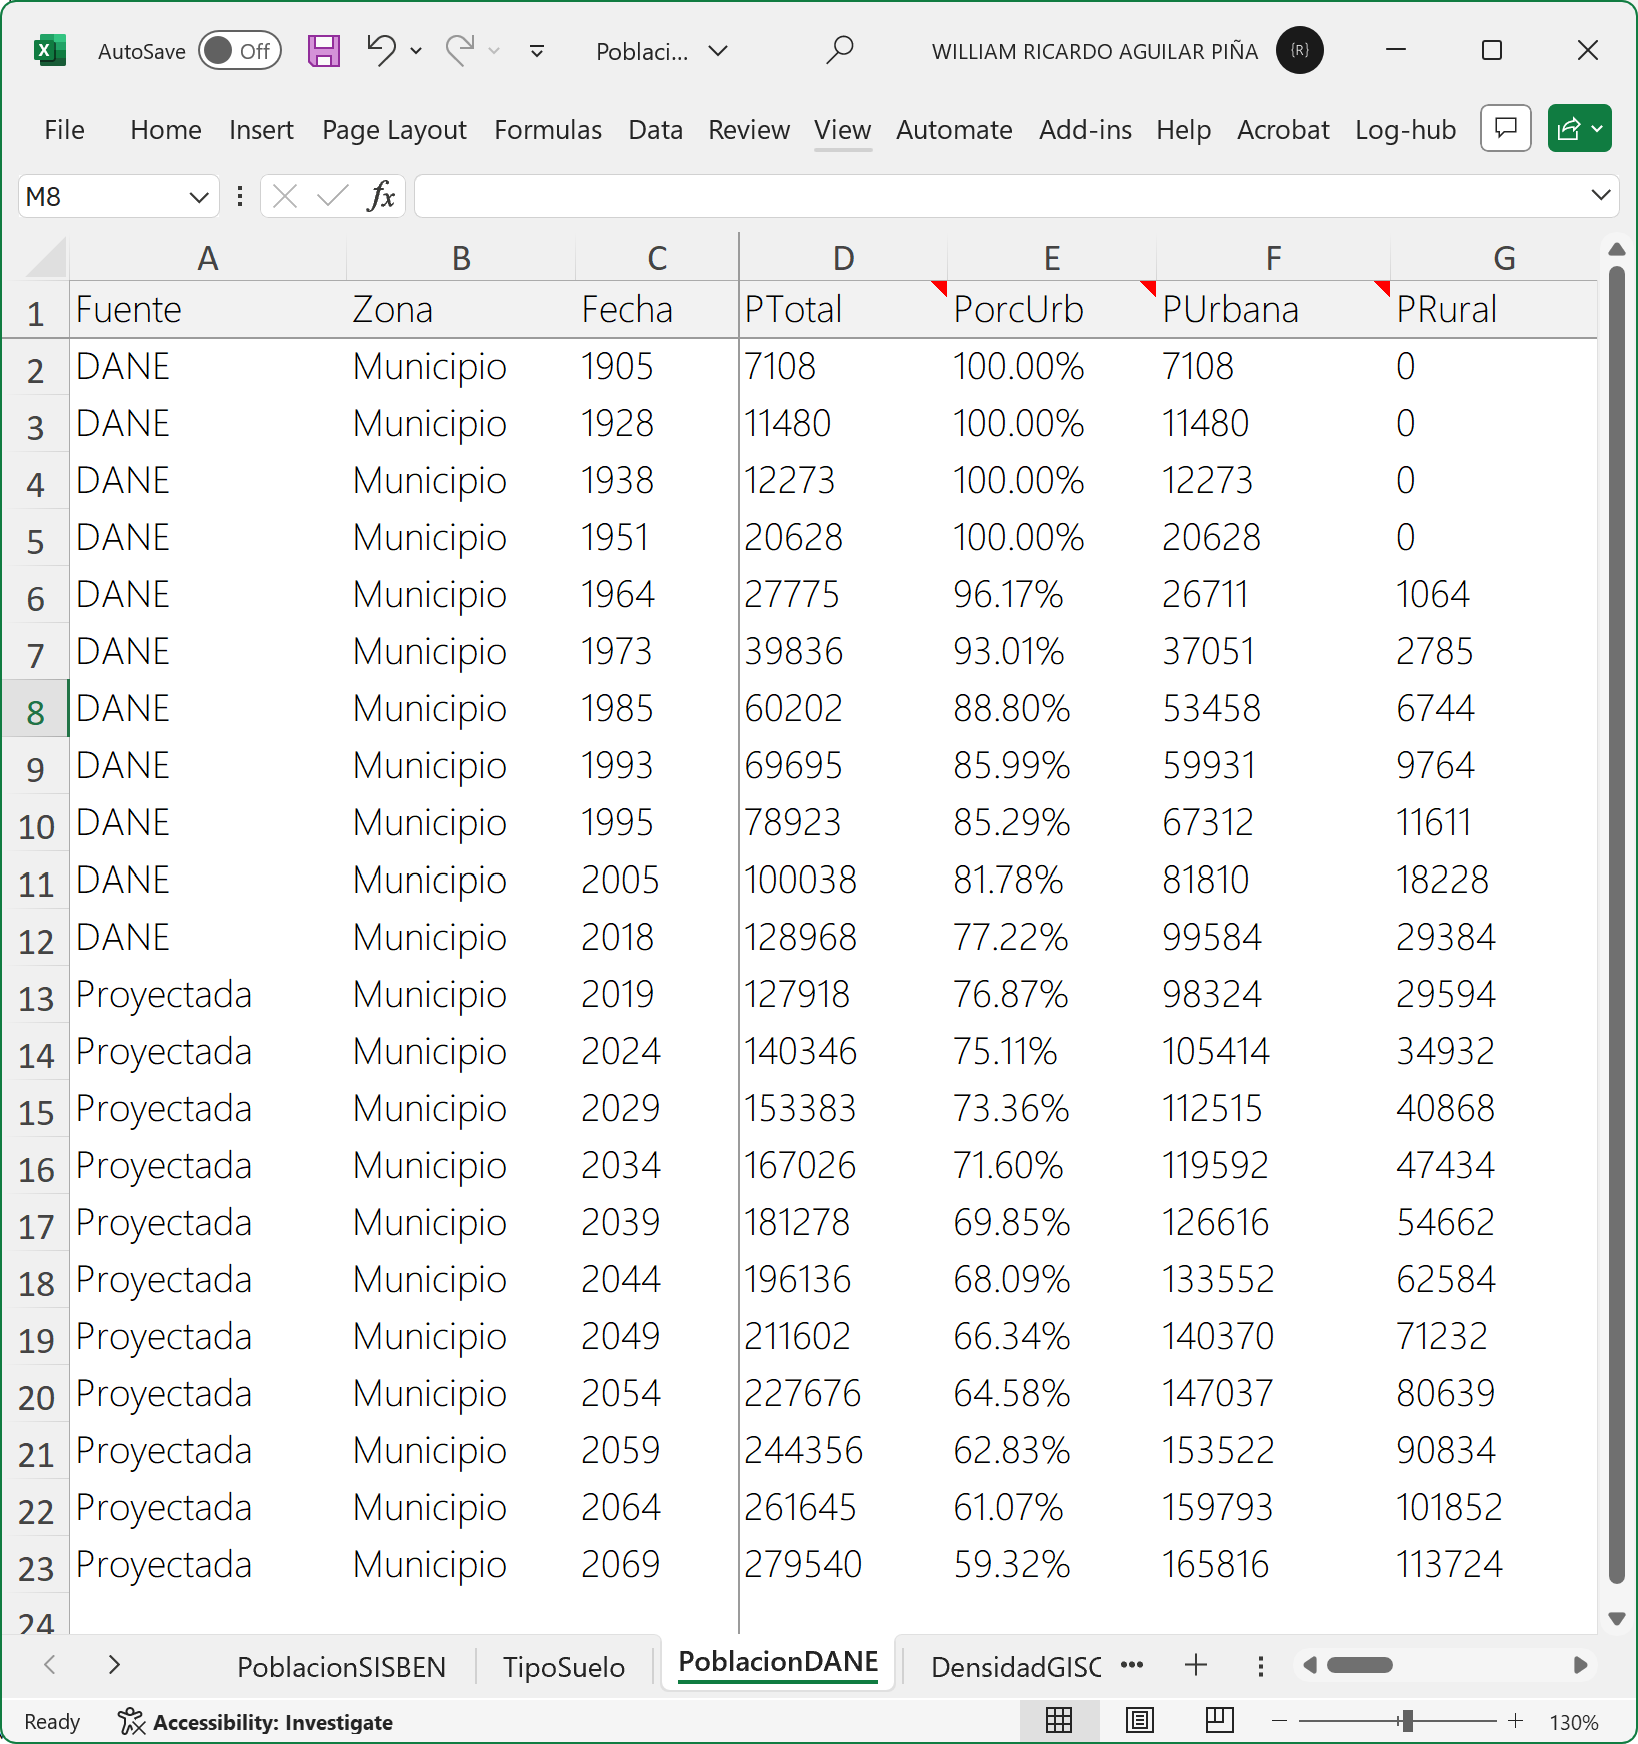 AutoSave Off Poblaci... WILLIAM RICARDO AGUILAR PIÑA {R}
File Home Insert Page Layout Formulas Data Review View Automate Add-ins Help Acrobat Log-hub
M8 fx
A B C D E F G
1 Fuente Zona Fecha PTotal PorcUrb PUrbana PRural
2 DANE Municipio 1905 7108 100.00% 7108 0
3 DANE Municipio 1928 11480 100.00% 11480 0
4 DANE Municipio 1938 12273 100.00% 12273 0
5 DANE Municipio 1951 20628 100.00% 20628 0
6 DANE Municipio 1964 27775 96.17% 26711 1064
7 DANE Municipio 1973 39836 93.01% 37051 2785
8 DANE Municipio 1985 60202 88.80% 53458 6744
9 DANE Municipio 1993 69695 85.99% 59931 9764
10 DANE Municipio 1995 78923 85.29% 67312 11611
11 DANE Municipio 2005 100038 81.78% 81810 18228
12 DANE Municipio 2018 128968 77.22% 99584 29384
13 Proyectada Municipio 2019 127918 76.87% 98324 29594
14 Proyectada Municipio 2024 140346 75.11% 105414 34932
15 Proyectada Municipio 2029 153383 73.36% 112515 40868
16 Proyectada Municipio 2034 167026 71.60% 119592 47434
17 Proyectada Municipio 2039 181278 69.85% 126616 54662
18 Proyectada Municipio 2044 196136 68.09% 133552 62584
19 Proyectada Municipio 2049 211602 66.34% 140370 71232
20 Proyectada Municipio 2054 227676 64.58% 147037 80639
21 Proyectada Municipio 2059 244356 62.83% 153522 90834
22 Proyectada Municipio 2064 261645 61.07% 159793 101852
23 Proyectada Municipio 2069 279540 59.32% 165816 113724
24
PoblacionSISBEN TipoSuelo PoblacionDANE DensidadGISC ...
Ready Accessibility: Investigate 130%